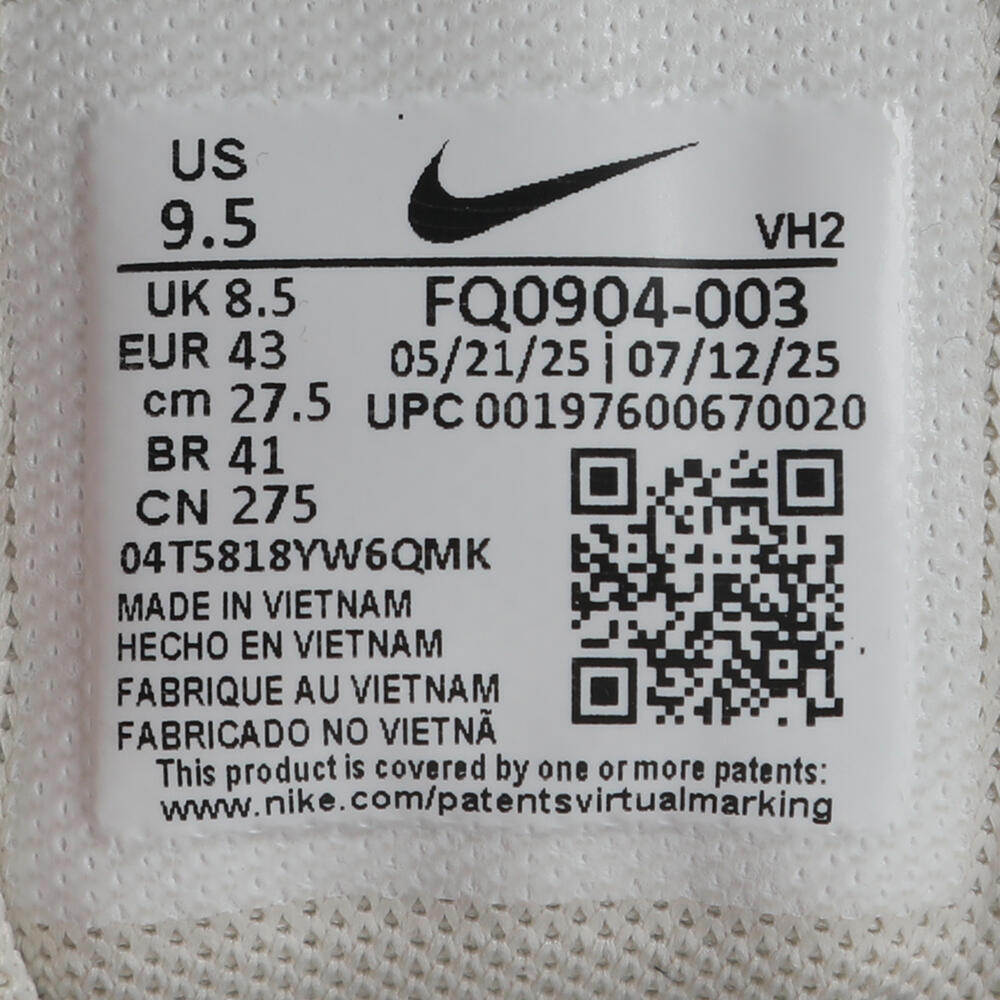 US
9.5
VH2
UK 8.5
FQ0904-003
EUR 43
05/21/25 | 07/12/25
cm 27.5
UPC 00197600670020
BR 41
CN 275
04T5818YW6QMK
MADE IN VIETNAM
HECHO EN VIETNAM
FABRIQUE AU VIETNAM
FABRICADO NO VIETNÃ
This product is covered by one or more patents:
www.nike.com/patentsvirtualmarking